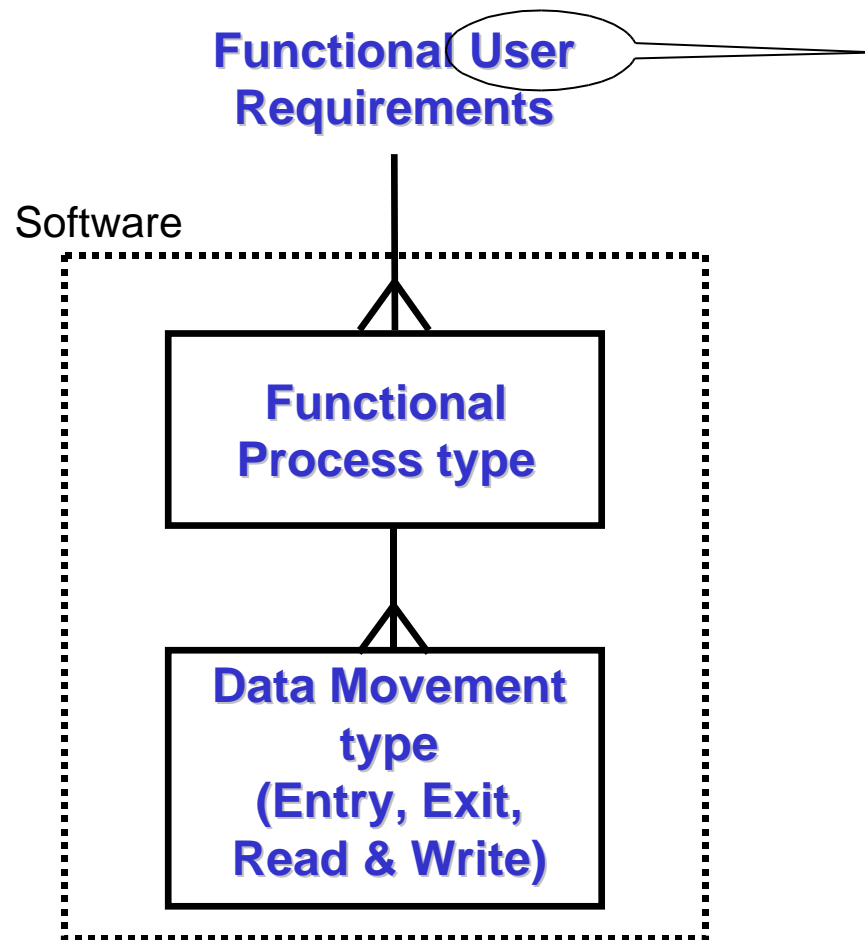 Functional User
Requirements
Software
Functional
Process type
Data Movement
type
(Entry, Exit,
Read & Write)